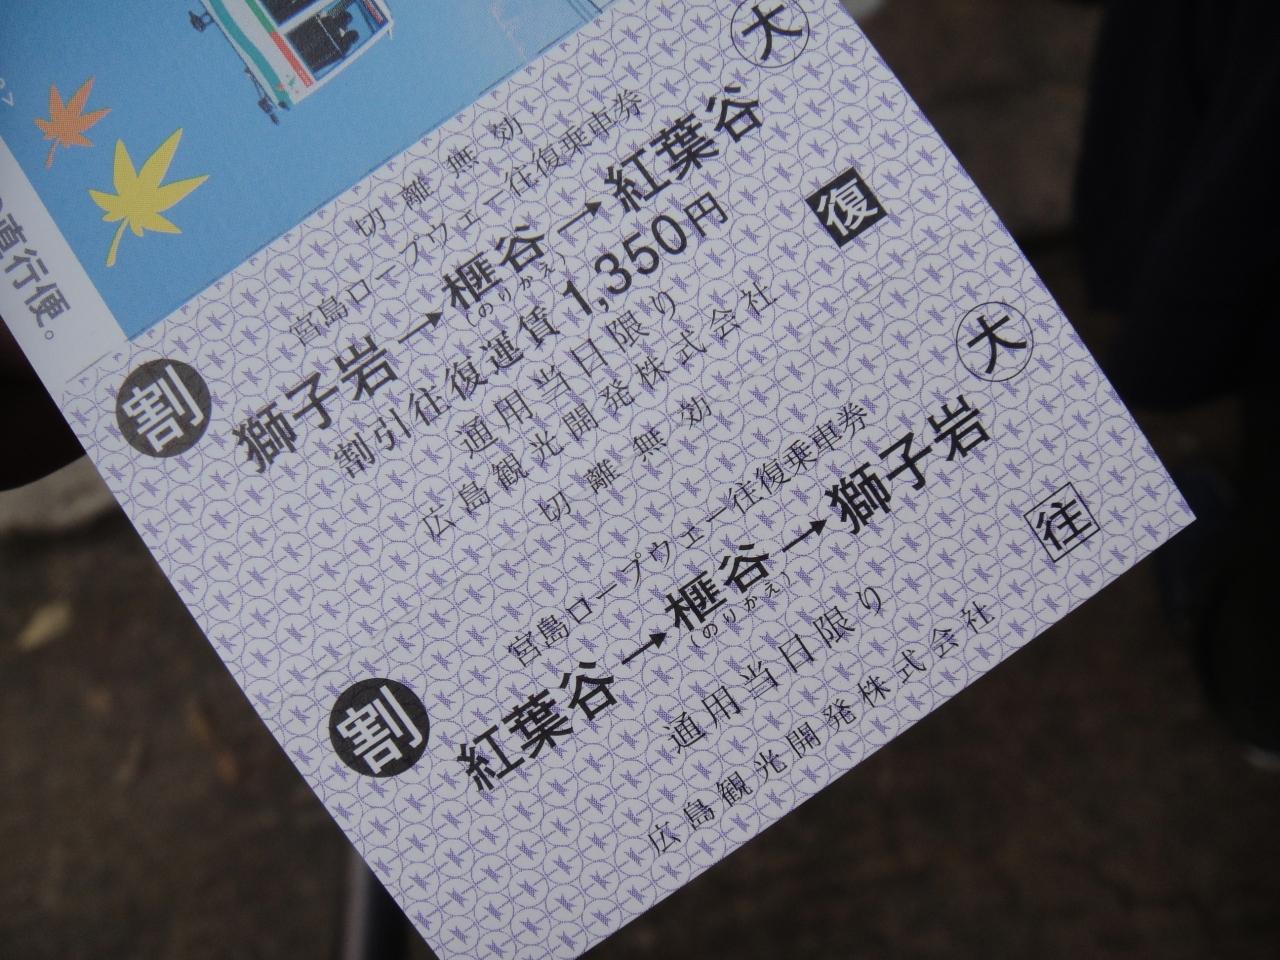 直行便。
切離無効
大
宮島ロープウェー往復乗車券
割
獅子岩→榧谷→紅葉谷
(のりかえ)
復
割引往復運賃 1,350円
通用当日限り
広島観光開発株式会社
切離無効
大
宮島ロープウェー往復乗車券
割
紅葉谷→榧谷→獅子岩
(のりかえ)
往
通用当日限り
広島観光開発株式会社